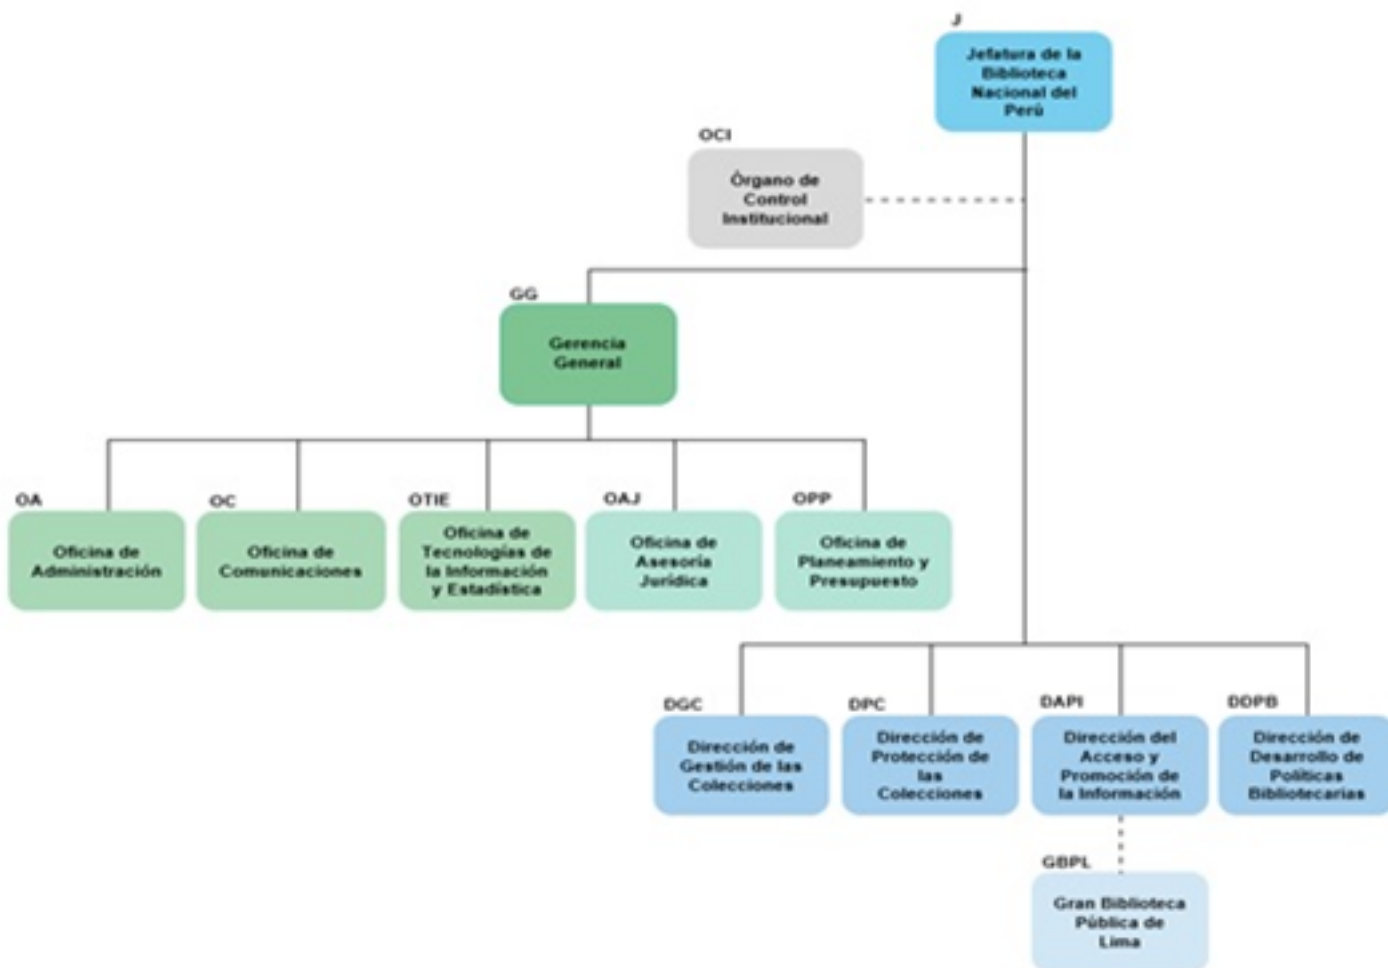 J
Jefatura de la
Biblioteca
Nacional del
Perú
OCI
Órgano de
Control
Institucional
GG
Gerencia
General
OA
Oficina de
Administración
OC
Oficina de
Comunicaciones
OTIE
Oficina de
Tecnologías de
la Información
y Estadística
OAJ
Oficina de
Asesoría
Jurídica
OPP
Oficina de
Planeamiento y
Presupuesto
DGC
Dirección de
Gestión de las
Colecciones
DPC
Dirección de
Protección de
las
Colecciones
DAPI
Dirección del
Acceso y
Promoción de
la Información
DDPB
Dirección de
Desarrollo de
Políticas
Bibliotecarias
GBPL
Gran Biblioteca
Pública de
Lima